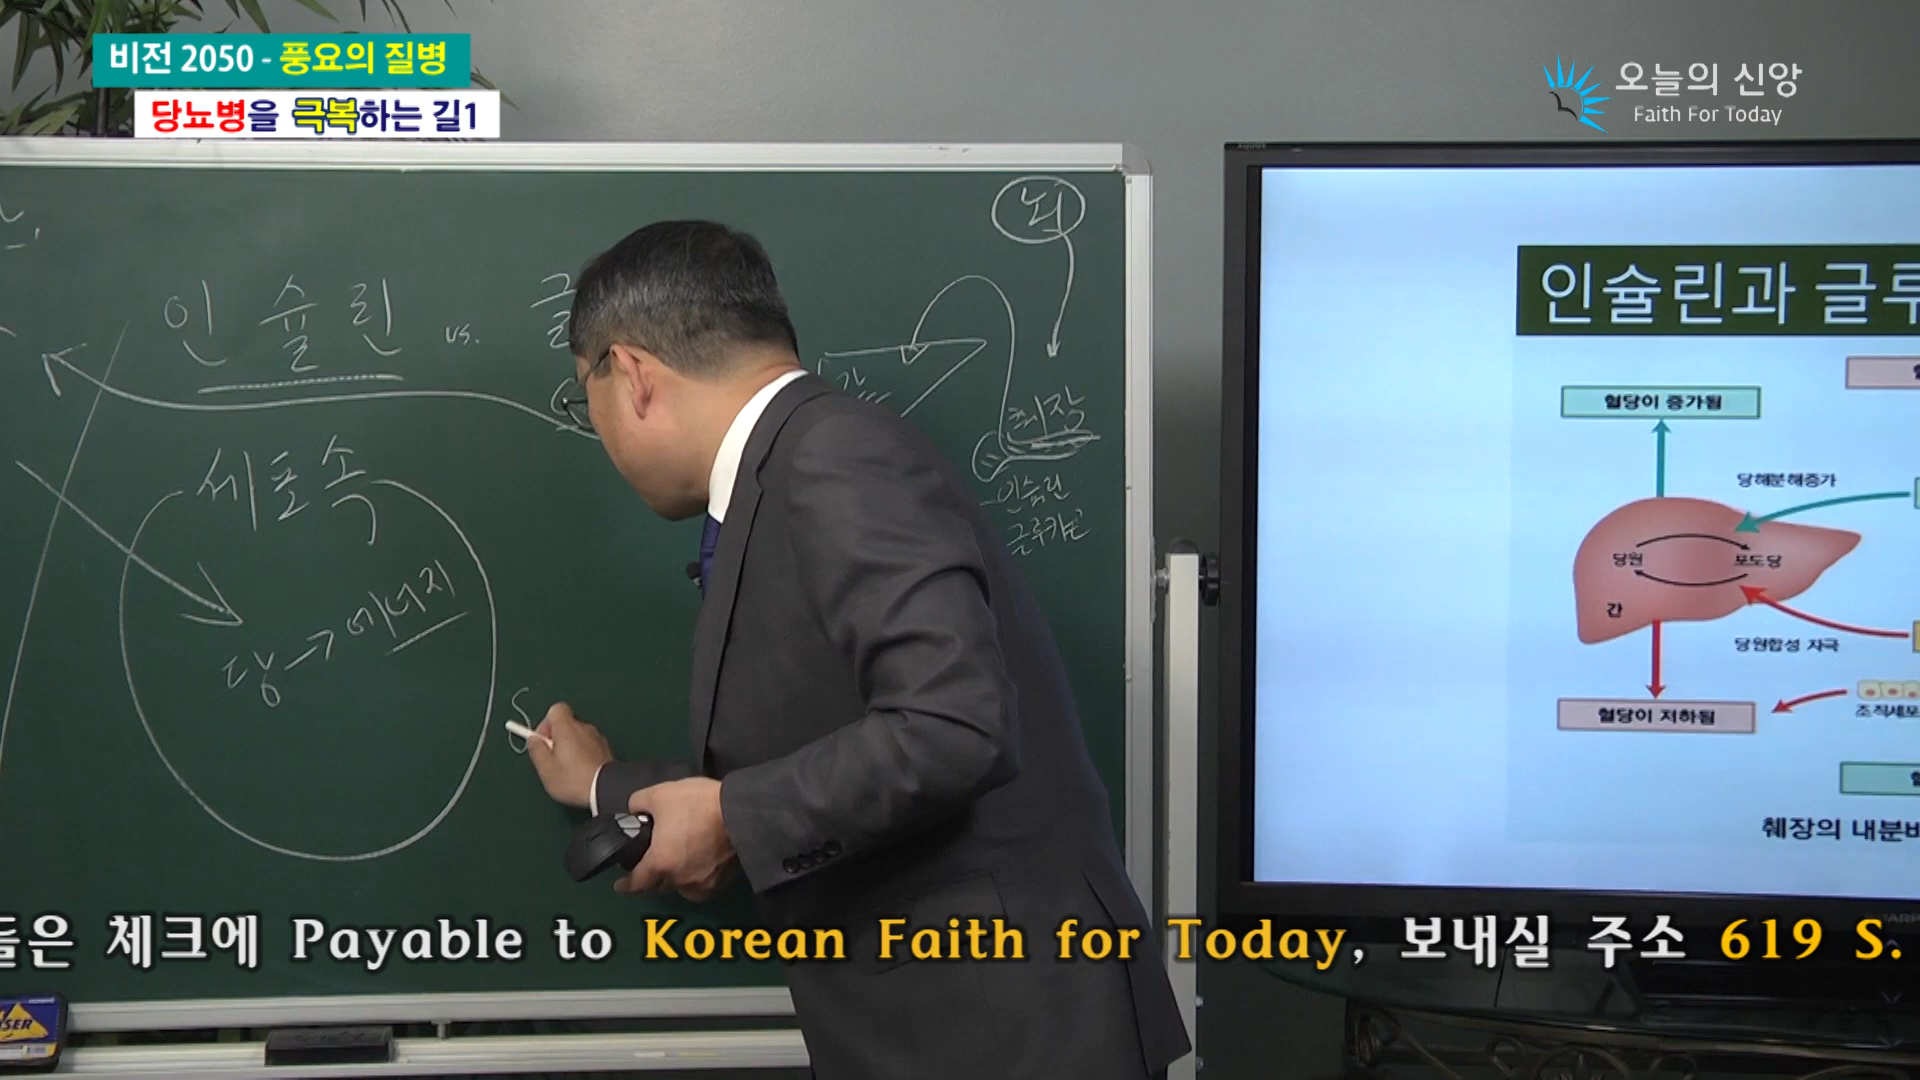 비전 2050 - 풍요의 질병
당뇨병을 극복하는 길1
오늘의 신앙
Faith For Today
뇌
인슐린 vs. 글
간
췌장
인슐린
글루카곤
세포속
당→에너지
인슐린과 글루
혈당이 증가됨
당해분해증가
당원
포도당
간
당원합성 자극
혈당이 저하됨
조직세포
췌장의 내분비
들은 체크에 Payable to Korean Faith for Today, 보내실 주소 619 S.